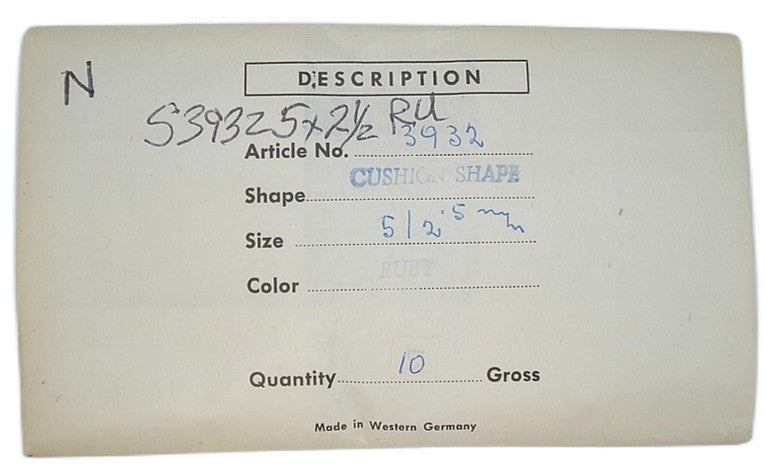 N
DESCRIPTION
S3932 5x2½ RU
Article No. 3932
Shape CUSHION SHAPE
Size 5/2.5 mm
Color RUBY
Quantity 10 Gross
Made in Western Germany